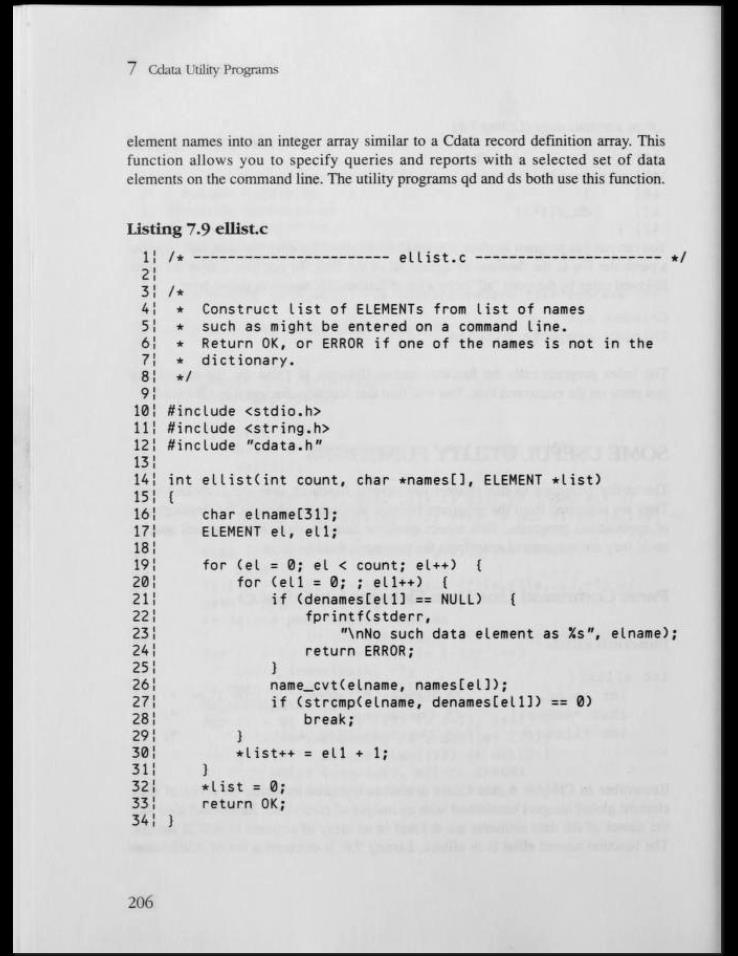 7 Cdata Utility Programs
element names into an integer array similar to a Cdata record definition array. This
function allows you to specify queries and reports with a selected set of data
elements on the command line. The utility programs qd and ds both use this function.
Listing 7.9 ellist.c
1¦ /* ----------------------- ellist.c ---------------------- */
2¦
3¦ /*
4¦  *  Construct list of ELEMENTs from list of names
5¦  *  such as might be entered on a command line.
6¦  *  Return OK, or ERROR if one of the names is not in the
7¦  *  dictionary.
8¦  */
9¦
10¦ #include <stdio.h>
11¦ #include <string.h>
12¦ #include "cdata.h"
13¦
14¦ int ellist(int count, char *names[], ELEMENT *list)
15¦ {
16¦     char elname[31];
17¦     ELEMENT el, el1;
18¦
19¦     for (el = 0; el < count; el++)  {
20¦         for (el1 = 0; ; el1++) {
21¦             if (denames[el1] == NULL)    {
22¦                 fprintf(stderr,
23¦                     "\nNo such data element as %s", elname);
24¦                 return ERROR;
25¦             }
26¦             name_cvt(elname, names[el]);
27¦             if (strcmp(elname, denames[el1]) == 0)
28¦                 break;
29¦         }
30¦         *list++ = el1 + 1;
31¦     }
32¦     *list = 0;
33¦     return OK;
34¦ }
206